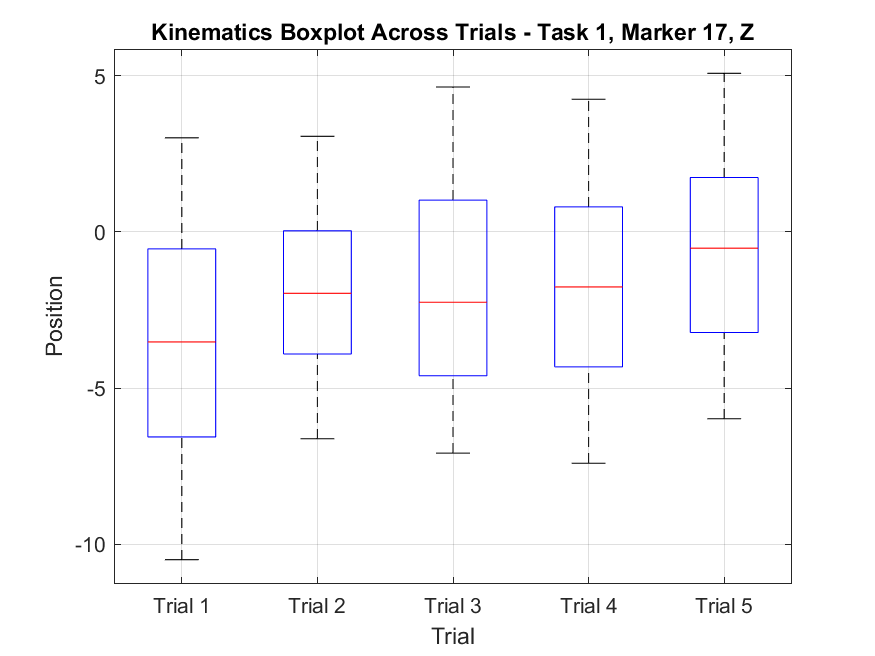 Kinematics Boxplot Across Trials - Task 1, Marker 17, Z
5
0
-5
-10
Position
Trial 1 Trial 2 Trial 3 Trial 4 Trial 5
Trial